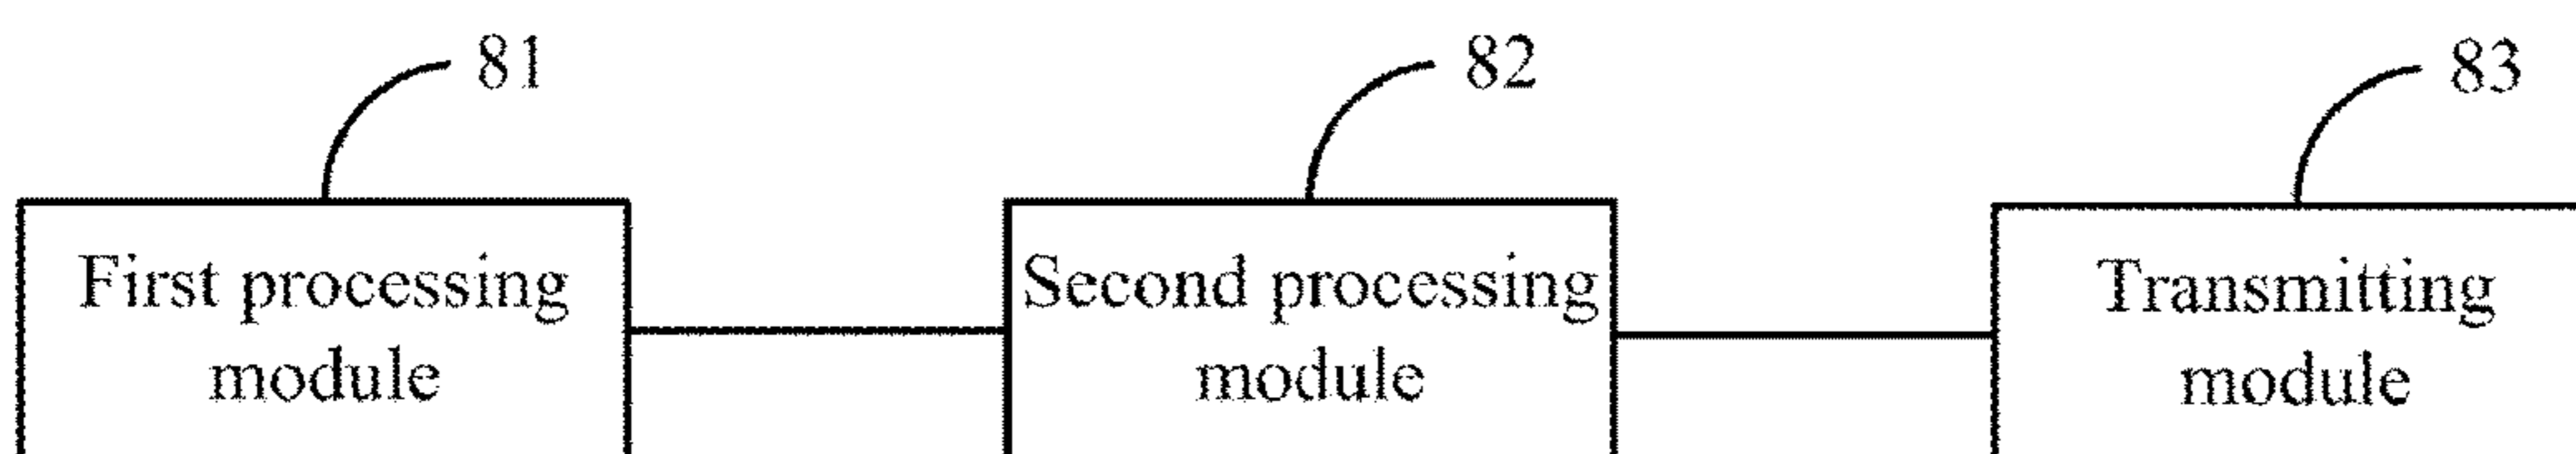 81
82
83
First processing
module
Second processing
module
Transmitting
module